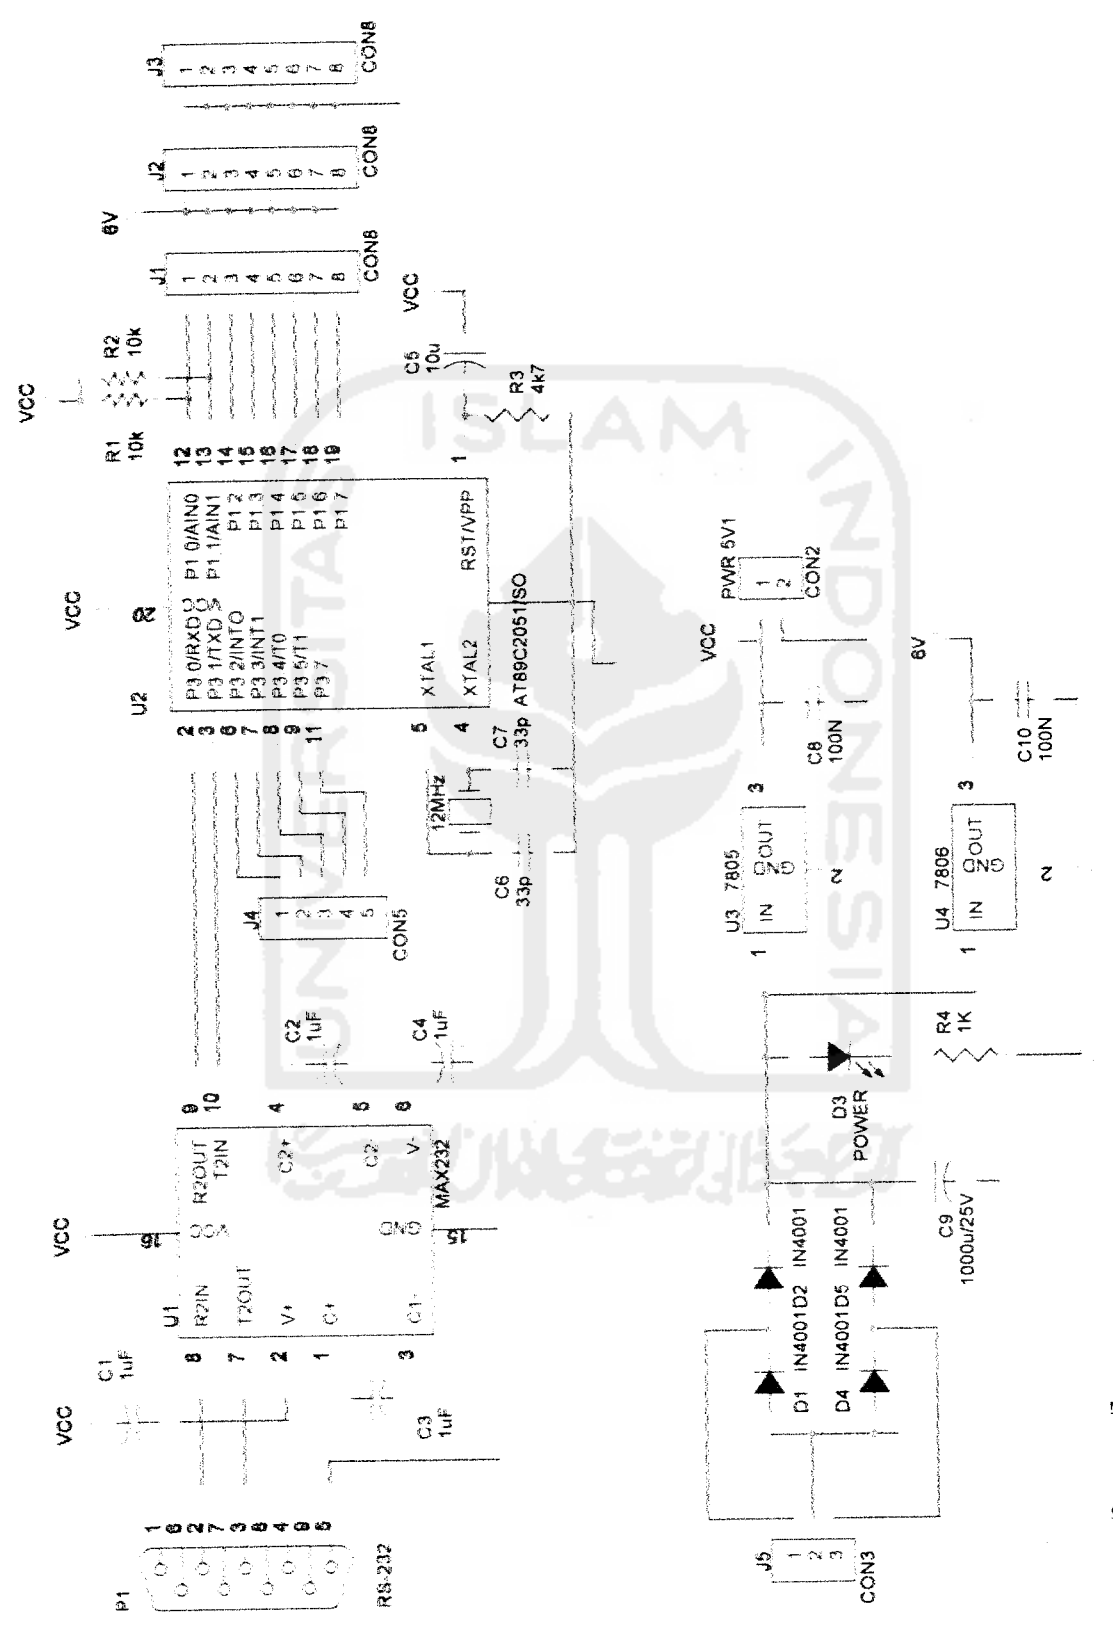 P1
RS-232
1
6
2
7
3
8
4
9
5
VCC
C1
1uF
C3
1uF
8
7
2
1
3
U1
R2IN
T2OUT
V+
C+
C1-
VCC
16
VCC
GND
15
R2OUT
T2IN
C2+
C2-
V-
MAX232
9
10
4
5
6
C2
1uF
C4
1uF
J4
1
2
3
4
5
CON5
2
3
6
7
8
9
11
5
4
12MHz
C6
33p
C7
33p
U2
P3.0/RXD
P3.1/TXD
P3.2/INTO
P3.3/INT1
P3.4/T0
P3.5/T1
P3.7
XTAL1
XTAL2
VCC
20
P1.0/AIN0
P1.1/AIN1
P1.2
P1.3
P1.4
P1.5
P1.6
P1.7
RST/VPP
AT89C2051/SO
12
13
14
15
16
17
18
19
1
VCC
R1
10k
R2
10k
C5
10u
VCC
R3
4k7
J1
1
2
3
4
5
6
7
8
CON8
6V
J2
1
2
3
4
5
6
7
8
CON8
J3
1
2
3
4
5
6
7
8
CON8
J5
1
2
3
CON3
D1 IN4001
D2 IN4001
D4 IN4001
D5 IN4001
C9
1000u/25V
D3
POWER
R4
1K
U3 7805
IN
OUT
GND
1
3
2
C8
100N
VCC
PWR 5V1
1
2
CON2
U4 7806
IN
OUT
GND
1
3
2
C10
100N
6V
UNIVERSITAS
ISLAM
INDONESIA